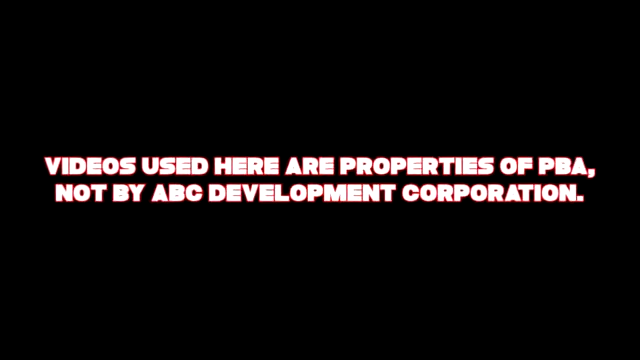 VIDEOS USED HERE ARE PROPERTIES OF PBA,
NOT BY ABC DEVELOPMENT CORPORATION.